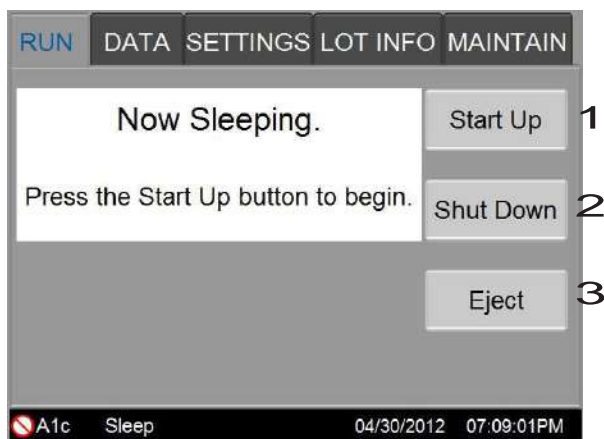 RUN DATA SETTINGS LOT INFO MAINTAIN
Now Sleeping.
Press the Start Up button to begin.
Start Up 1
Shut Down 2
Eject 3
A1c Sleep 04/30/2012 07:09:01PM